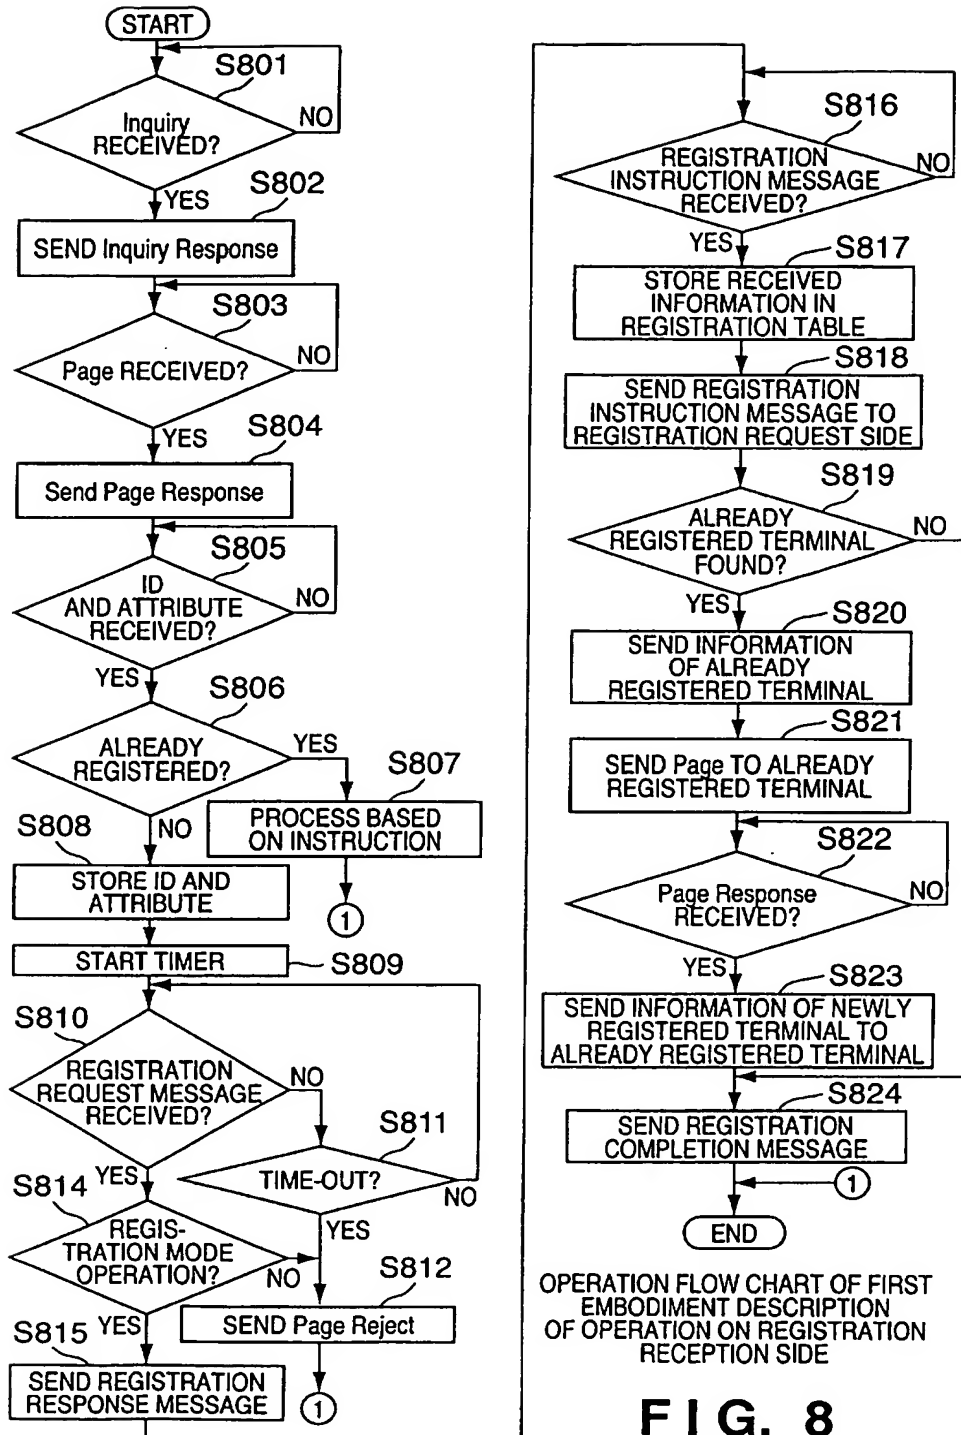 START
S801
Inquiry
RECEIVED?
NO
YES
S802
SEND Inquiry Response
S803
Page RECEIVED?
NO
YES
S804
Send Page Response
S805
ID
AND ATTRIBUTE
RECEIVED?
NO
YES
S806
ALREADY
REGISTERED?
YES
S807
PROCESS BASED
ON INSTRUCTION
1
NO
S808
STORE ID AND
ATTRIBUTE
START TIMER
S809
S810
REGISTRATION
REQUEST MESSAGE
RECEIVED?
NO
S811
TIME-OUT?
NO
YES
YES
S814
REGIS-
TRATION MODE
OPERATION?
NO
S812
SEND Page Reject
1
YES
S815
SEND REGISTRATION
RESPONSE MESSAGE
S816
REGISTRATION
INSTRUCTION MESSAGE
RECEIVED?
NO
YES
S817
STORE RECEIVED
INFORMATION IN
REGISTRATION TABLE
S818
SEND REGISTRATION
INSTRUCTION MESSAGE TO
REGISTRATION REQUEST SIDE
S819
ALREADY
REGISTERED TERMINAL
FOUND?
NO
YES
S820
SEND INFORMATION
OF ALREADY
REGISTERED TERMINAL
S821
SEND Page TO ALREADY
REGISTERED TERMINAL
S822
Page Response
RECEIVED?
NO
YES
S823
SEND INFORMATION OF NEWLY
REGISTERED TERMINAL TO
ALREADY REGISTERED TERMINAL
S824
SEND REGISTRATION
COMPLETION MESSAGE
1
END
OPERATION FLOW CHART OF FIRST
EMBODIMENT DESCRIPTION
OF OPERATION ON REGISTRATION
RECEPTION SIDE
FIG. 8